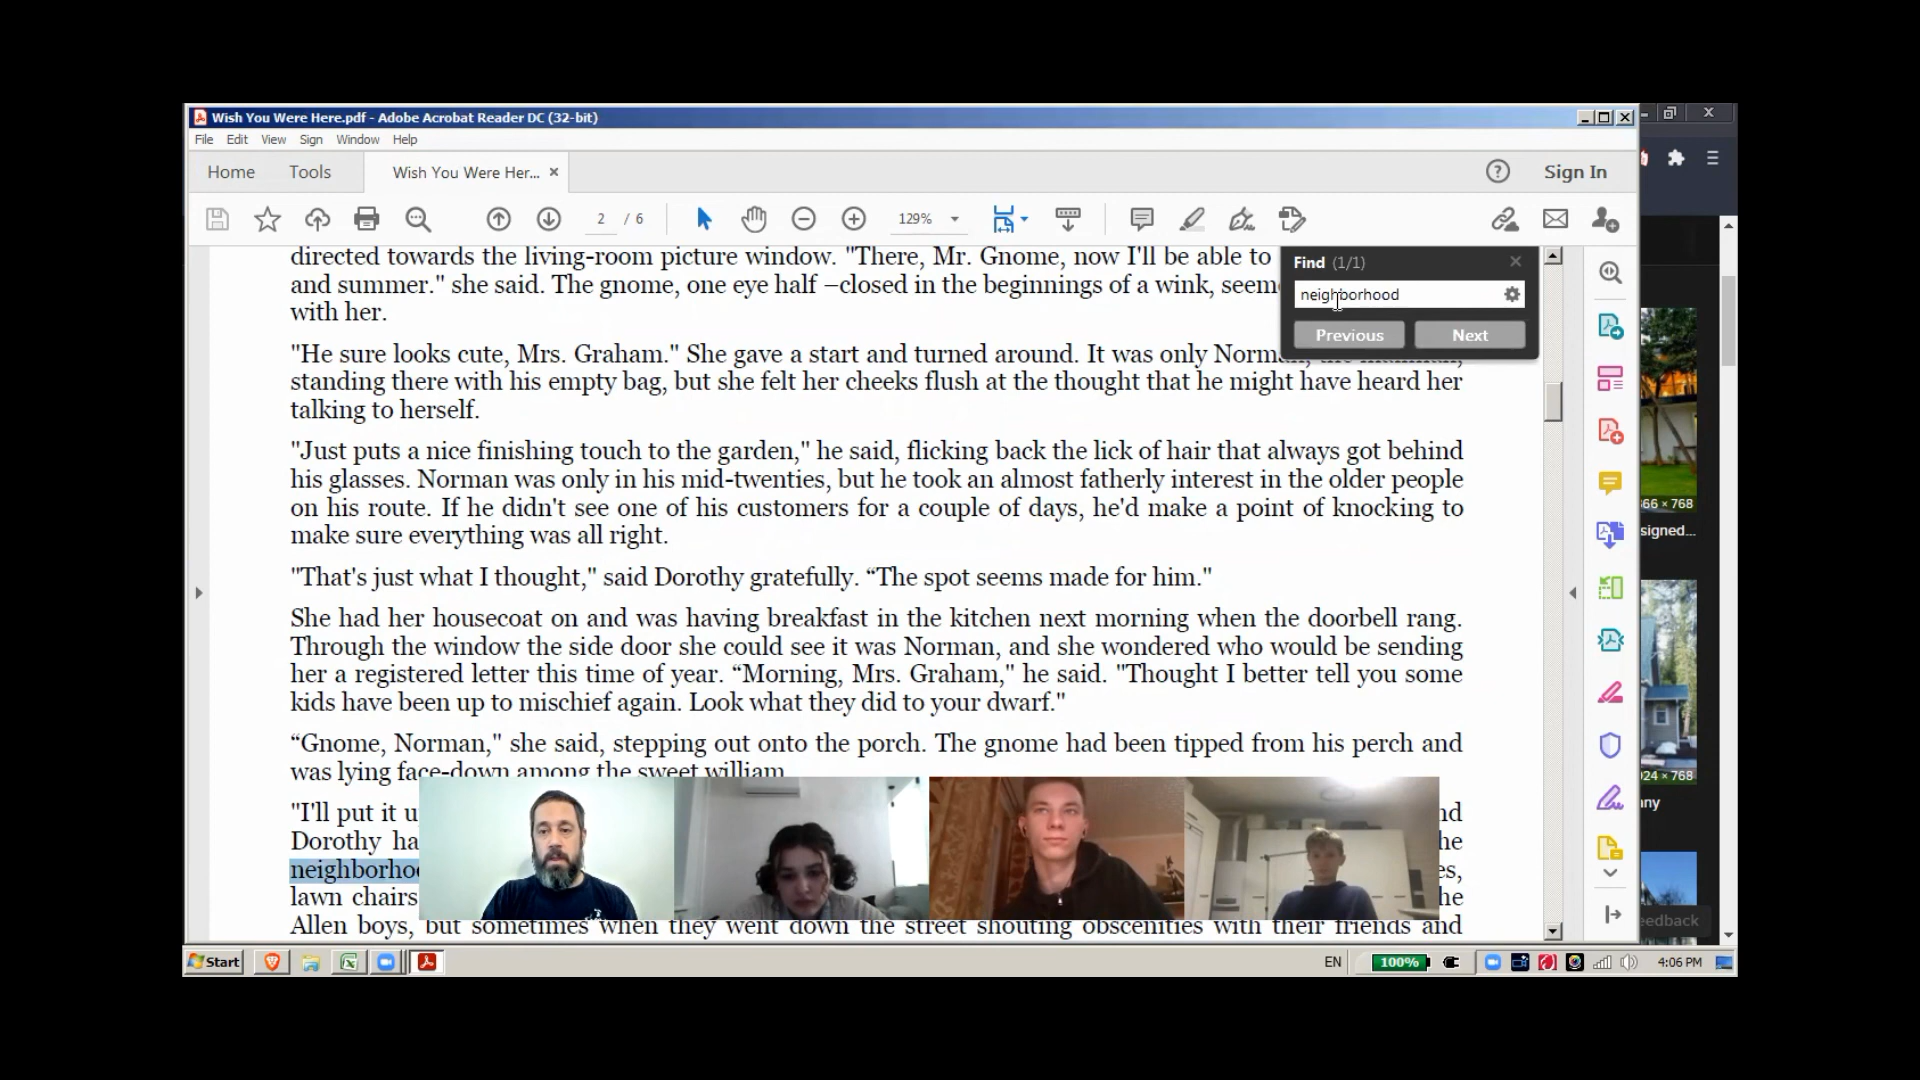 Wish You Were Here.pdf - Adobe Acrobat Reader DC (32-bit)
File Edit View Sign Window Help
Home Tools Wish You Were Her... Sign In
2 / 6 129%
Find (1/1)
neighborhood
Previous Next
directed towards the living-room picture window. "There, Mr. Gnome, now I'll be able to
and summer." she said. The gnome, one eye half –closed in the beginnings of a wink,
with her.
"He sure looks cute, Mrs. Graham." She gave a start and turned around. It was only Norman,
standing there with his empty bag, but she felt her cheeks flush at the thought that he might have heard her
talking to herself.
"Just puts a nice finishing touch to the garden," he said, flicking back the lick of hair that always got behind
his glasses. Norman was only in his mid-twenties, but he took an almost fatherly interest in the older people
on his route. If he didn't see one of his customers for a couple of days, he'd make a point of knocking to
make sure everything was all right.
"That's just what I thought," said Dorothy gratefully. “The spot seems made for him."
She had her housecoat on and was having breakfast in the kitchen next morning when the doorbell rang.
Through the window the side door she could see it was Norman, and she wondered who would be sending
her a registered letter this time of year. “Morning, Mrs. Graham," he said. "Thought I better tell you some
kids have been up to mischief again. Look what they did to your dwarf."
“Gnome, Norman," she said, stepping out onto the porch. The gnome had been tipped from his perch and
was lying face-down among the sweet william
"I'll put it
Dorothy
lawn chairs
Allen boys, but sometimes when they went down the street shouting obscenities with their friends and
signed...
Start EN 100% 4:06 PM